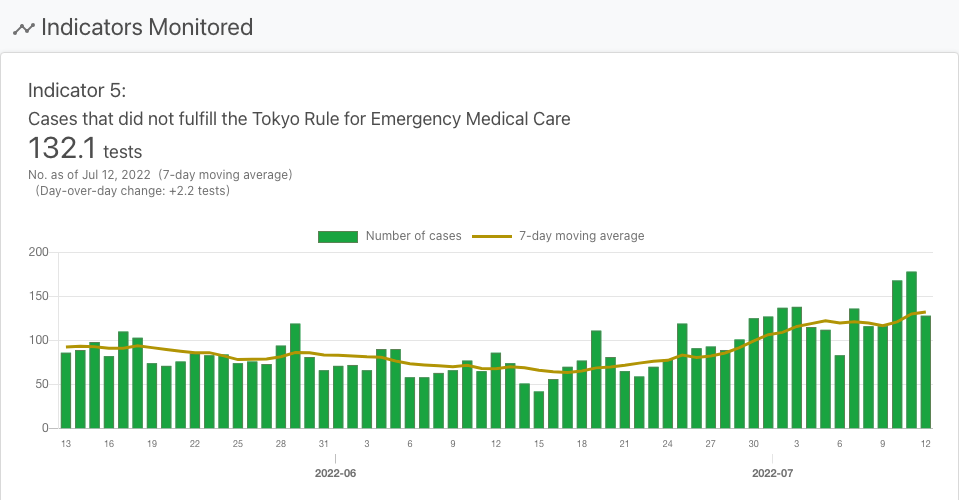 Indicators Monitored
Indicator 5:
Cases that did not fulfill the Tokyo Rule for Emergency Medical Care
132.1 tests
No. as of Jul 12, 2022 (7-day moving average)
(Day-over-day change: +2.2 tests)
Number of cases 7-day moving average
200
150
100
50
0
13 16 19 22 25 28 31 3 6 9 12 15 18 21 24 27 30 3 6 9 12
2022-06 2022-07